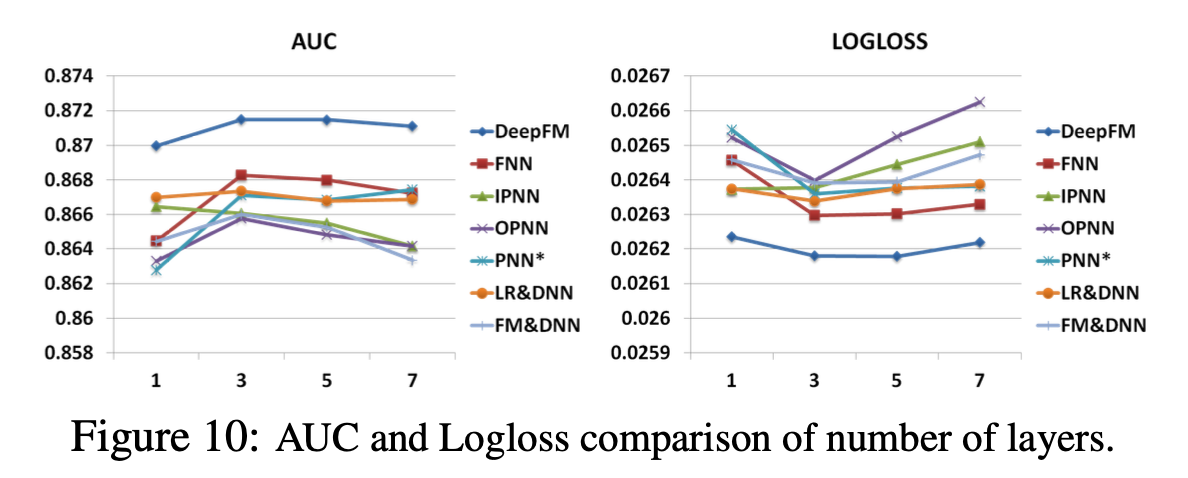 AUC
0.874
0.872
0.87
0.868
0.866
0.864
0.862
0.86
0.858
1 3 5 7
DeepFM
FNN
IPNN
OPNN
PNN*
LR&DNN
FM&DNN
LOGLOSS
0.0267
0.0266
0.0265
0.0264
0.0263
0.0262
0.0261
0.026
0.0259
1 3 5 7
DeepFM
FNN
IPNN
OPNN
PNN*
LR&DNN
FM&DNN
Figure 10: AUC and Logloss comparison of number of layers.